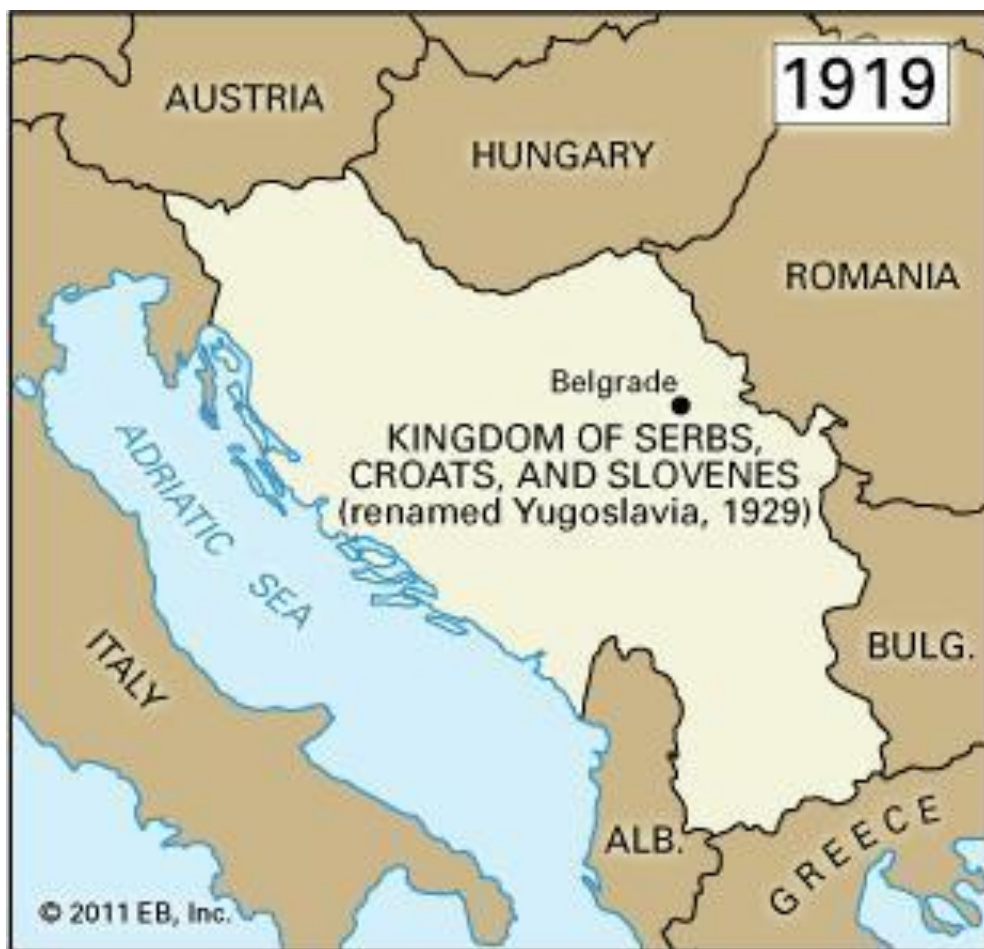 1919
AUSTRIA
HUNGARY
ROMANIA
Belgrade
KINGDOM OF SERBS,
CROATS, AND SLOVENES
(renamed Yugoslavia, 1929)
ADRIATIC SEA
ITALY
BULG.
ALB.
GREECE
© 2011 EB, Inc.